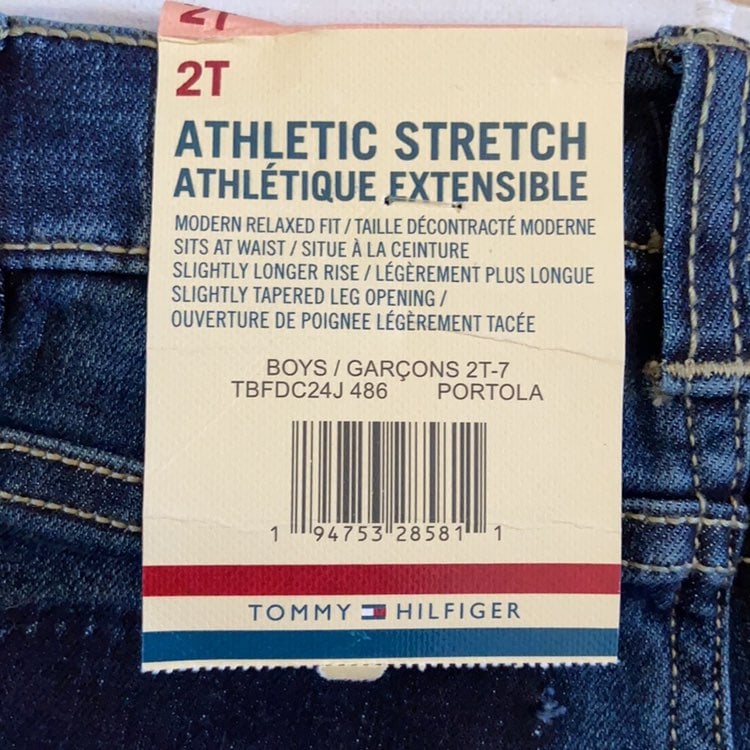 2T
2T
ATHLETIC STRETCH
ATHLÉTIQUE EXTENSIBLE
MODERN RELAXED FIT / TAILLE DÉCONTRACTÉ MODERNE
SITS AT WAIST / SITUE À LA CEINTURE
SLIGHTLY LONGER RISE / LÉGÈREMENT PLUS LONGUE
SLIGHTLY TAPERED LEG OPENING /
OUVERTURE DE POIGNEE LÉGÈREMENT TACÉE
BOYS / GARÇONS 2T-7
TBFDC24J 486 PORTOLA
1 94753 28581 1
TOMMY HILFIGER